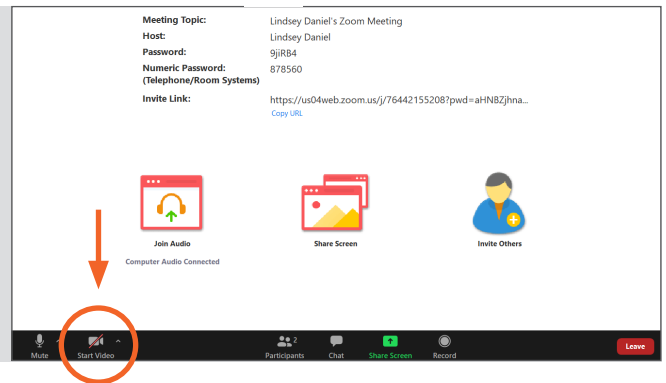 Meeting Topic: Lindsey Daniel's Zoom Meeting
Host: Lindsey Daniel
Password: 9jiRB4
Numeric Password: 878560
(Telephone/Room Systems)
Invite Link: https://us04web.zoom.us/j/76442155208?pwd=aHNBZjhna...
Copy URL
Join Audio Share Screen Invite Others
Computer Audio Connected
2
Mute Start Video Participants Chat Share Screen Record Leave